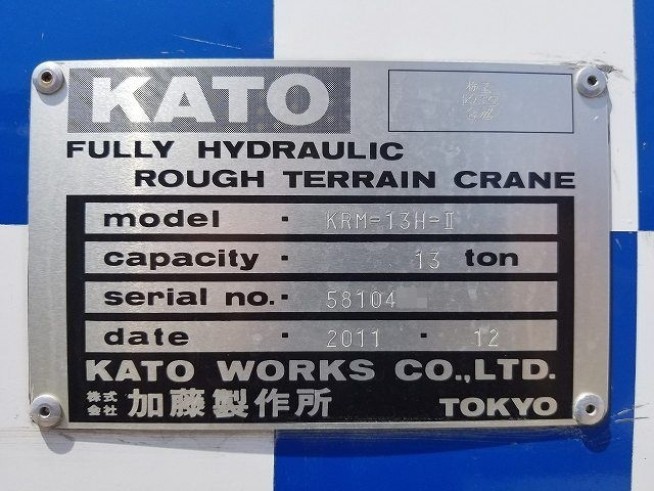 KATO
FULLY HYDRAULIC
ROUGH TERRAIN CRANE
model · KRM-13H-Ⅱ
capacity · 13 ton
serial no. · 58104
date · 2011 · 12
KATO WORKS CO.,LTD.
株式会社 加藤製作所 TOKYO